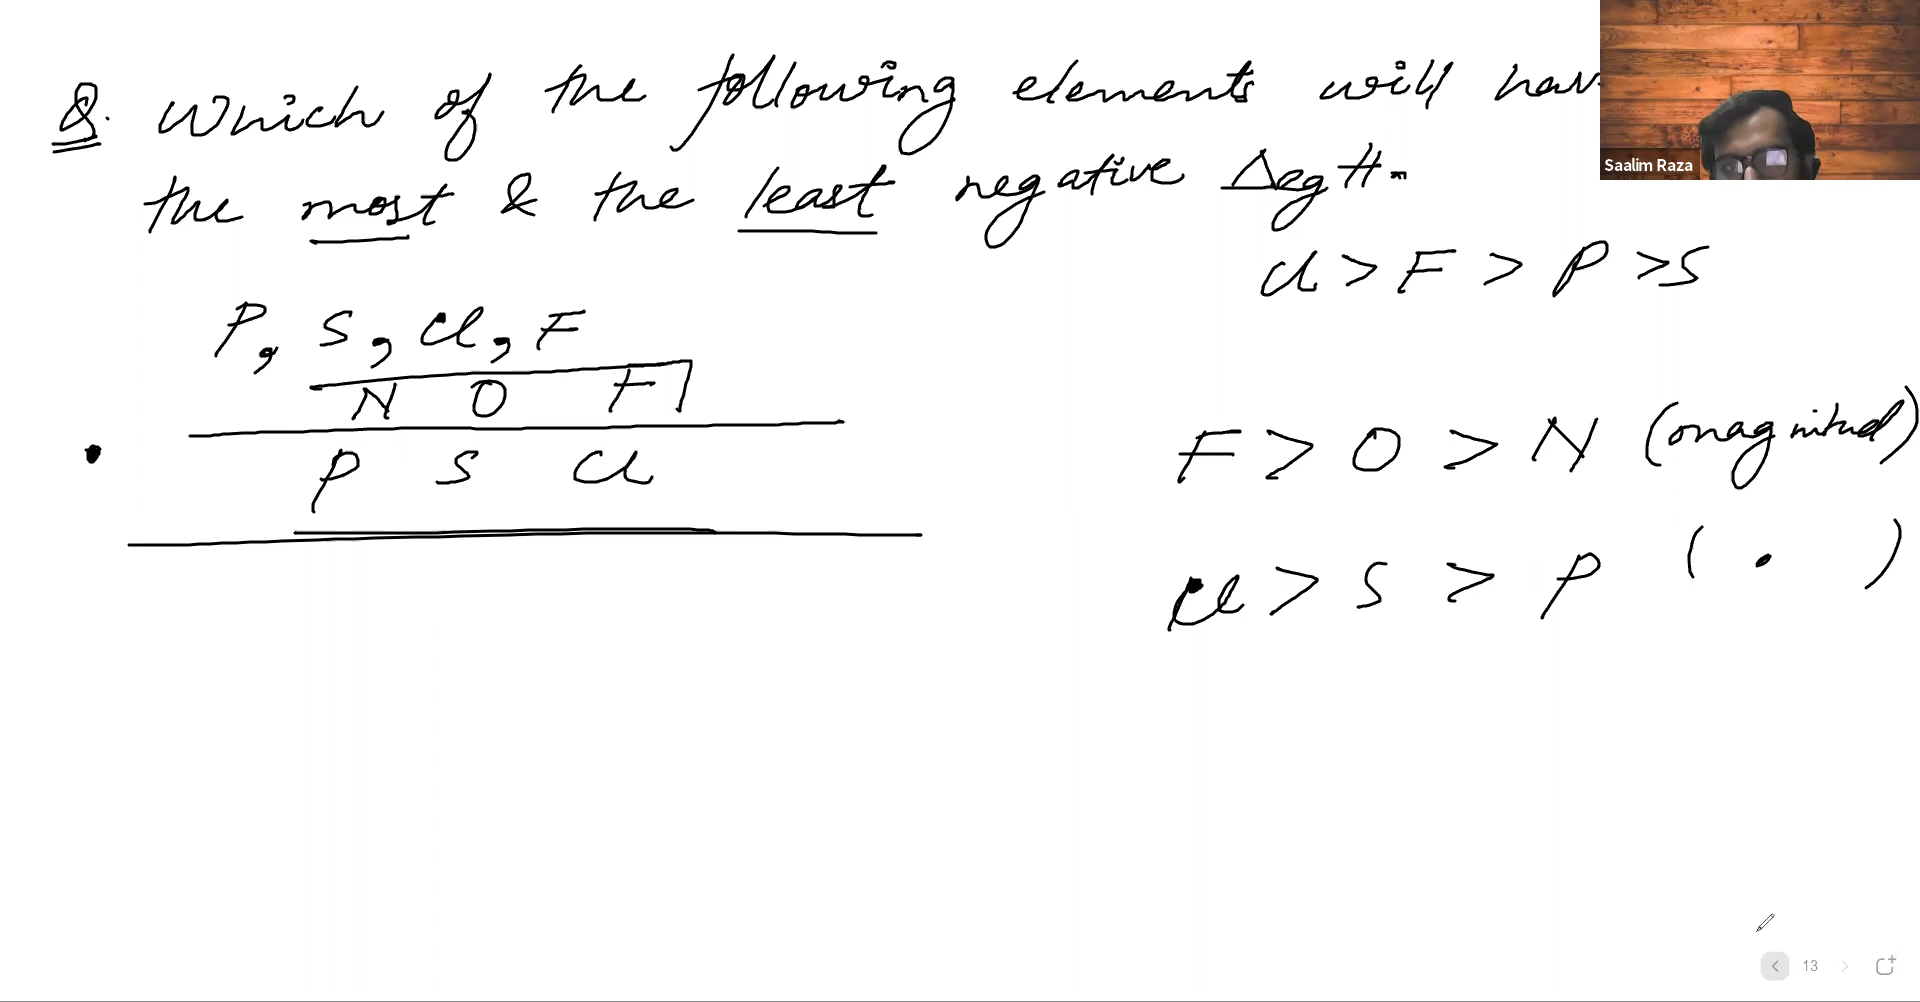 Q. Which of the following elements will hav
the most & the least negative ΔegH.
Saalim Raza
Cl > F > P > S
P, S, Cl, F
N O F
P S Cl
F > O > N (magnitud)
Cl > S > P ( )
13